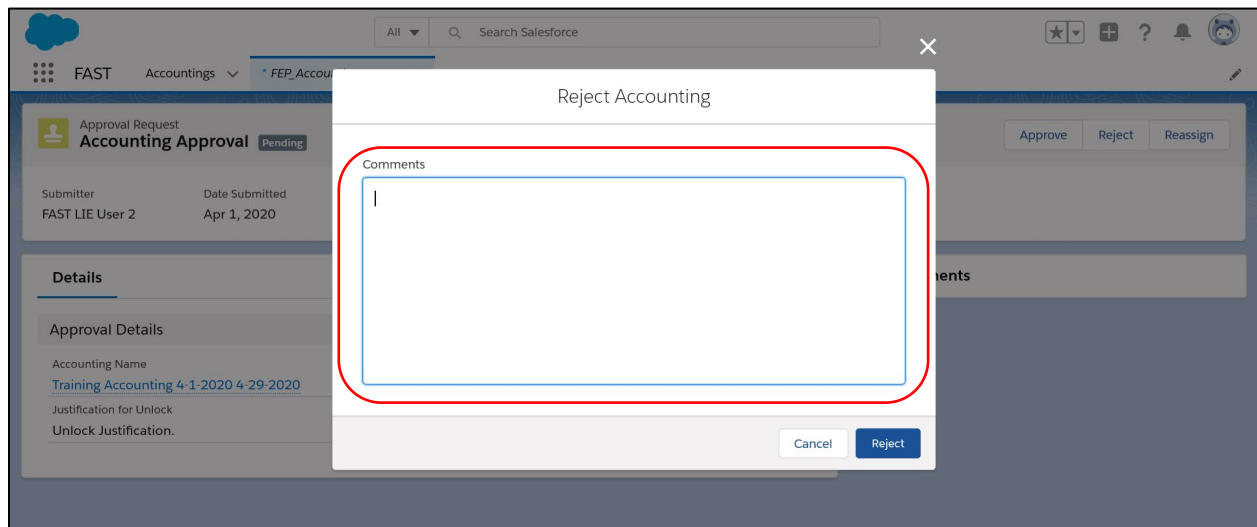 All
Search Salesforce
FAST
Accountings
* FEP_Accoun
Reject Accounting
Approval Request
Accounting Approval Pending
Approve Reject Reassign
Comments
Submitter Date Submitted
FAST LIE User 2 Apr 1, 2020
Details
ents
Approval Details
Accounting Name
Training Accounting 4-1-2020 4-29-2020
Justification for Unlock
Unlock Justification.
Cancel Reject